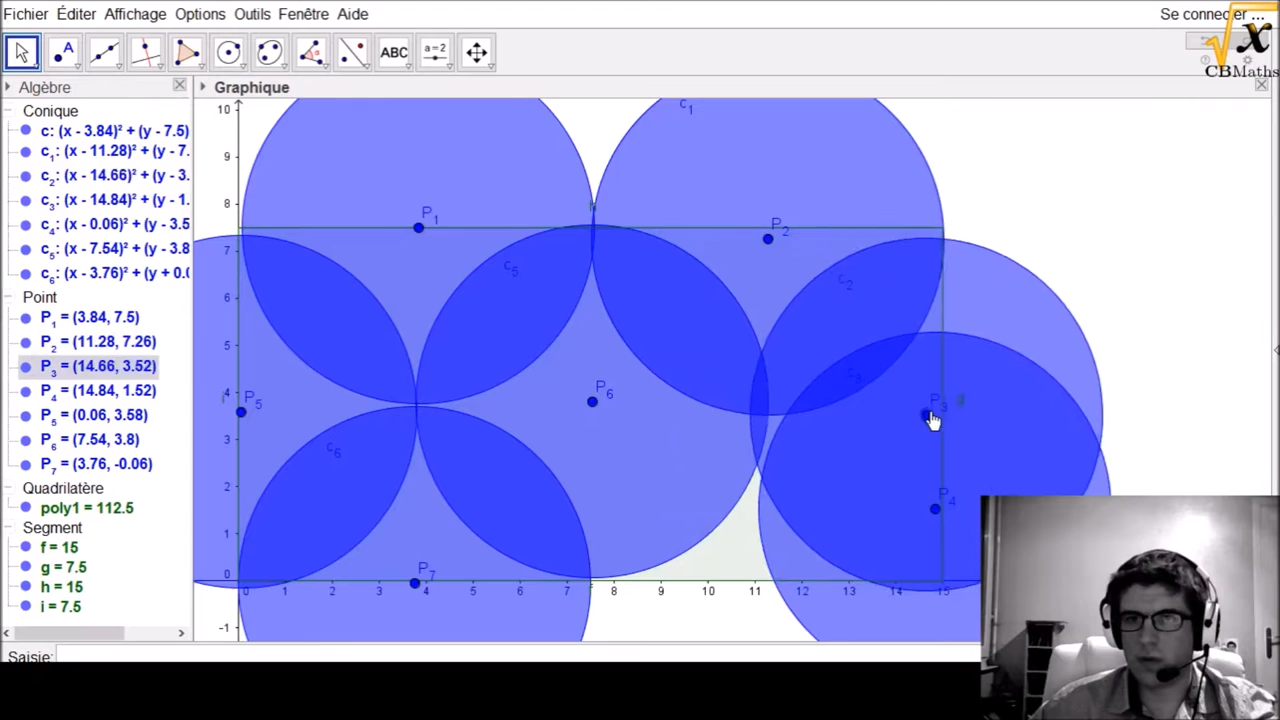 Fichier Éditer Affichage Options Outils Fenêtre Aide Se connecter ...
A ABC a=2
x
CBMaths
Algèbre Graphique
Conique
c: (x - 3.84)² + (y - 7.5)
c1: (x - 11.28)² + (y - 7.
c2: (x - 14.66)² + (y - 3.
c3: (x - 14.84)² + (y - 1.
c4: (x - 0.06)² + (y - 3.5
c5: (x - 7.54)² + (y - 3.8
c6: (x - 3.76)² + (y + 0.0
Point
P1 = (3.84, 7.5)
P2 = (11.28, 7.26)
P3 = (14.66, 3.52)
P4 = (14.84, 1.52)
P5 = (0.06, 3.58)
P6 = (7.54, 3.8)
P7 = (3.76, -0.06)
Quadrilatère
poly1 = 112.5
Segment
f = 15
g = 7.5
h = 15
i = 7.5
10
9
8
7
6
5
4
3
2
1
0
-1
0 1 2 3 4 5 6 7 8 9 10 11 12 13 14 15
c1
h
P1
P2
c5
c2
c3
P3 g
P5
P6
c6
P4
P7
Saisie: